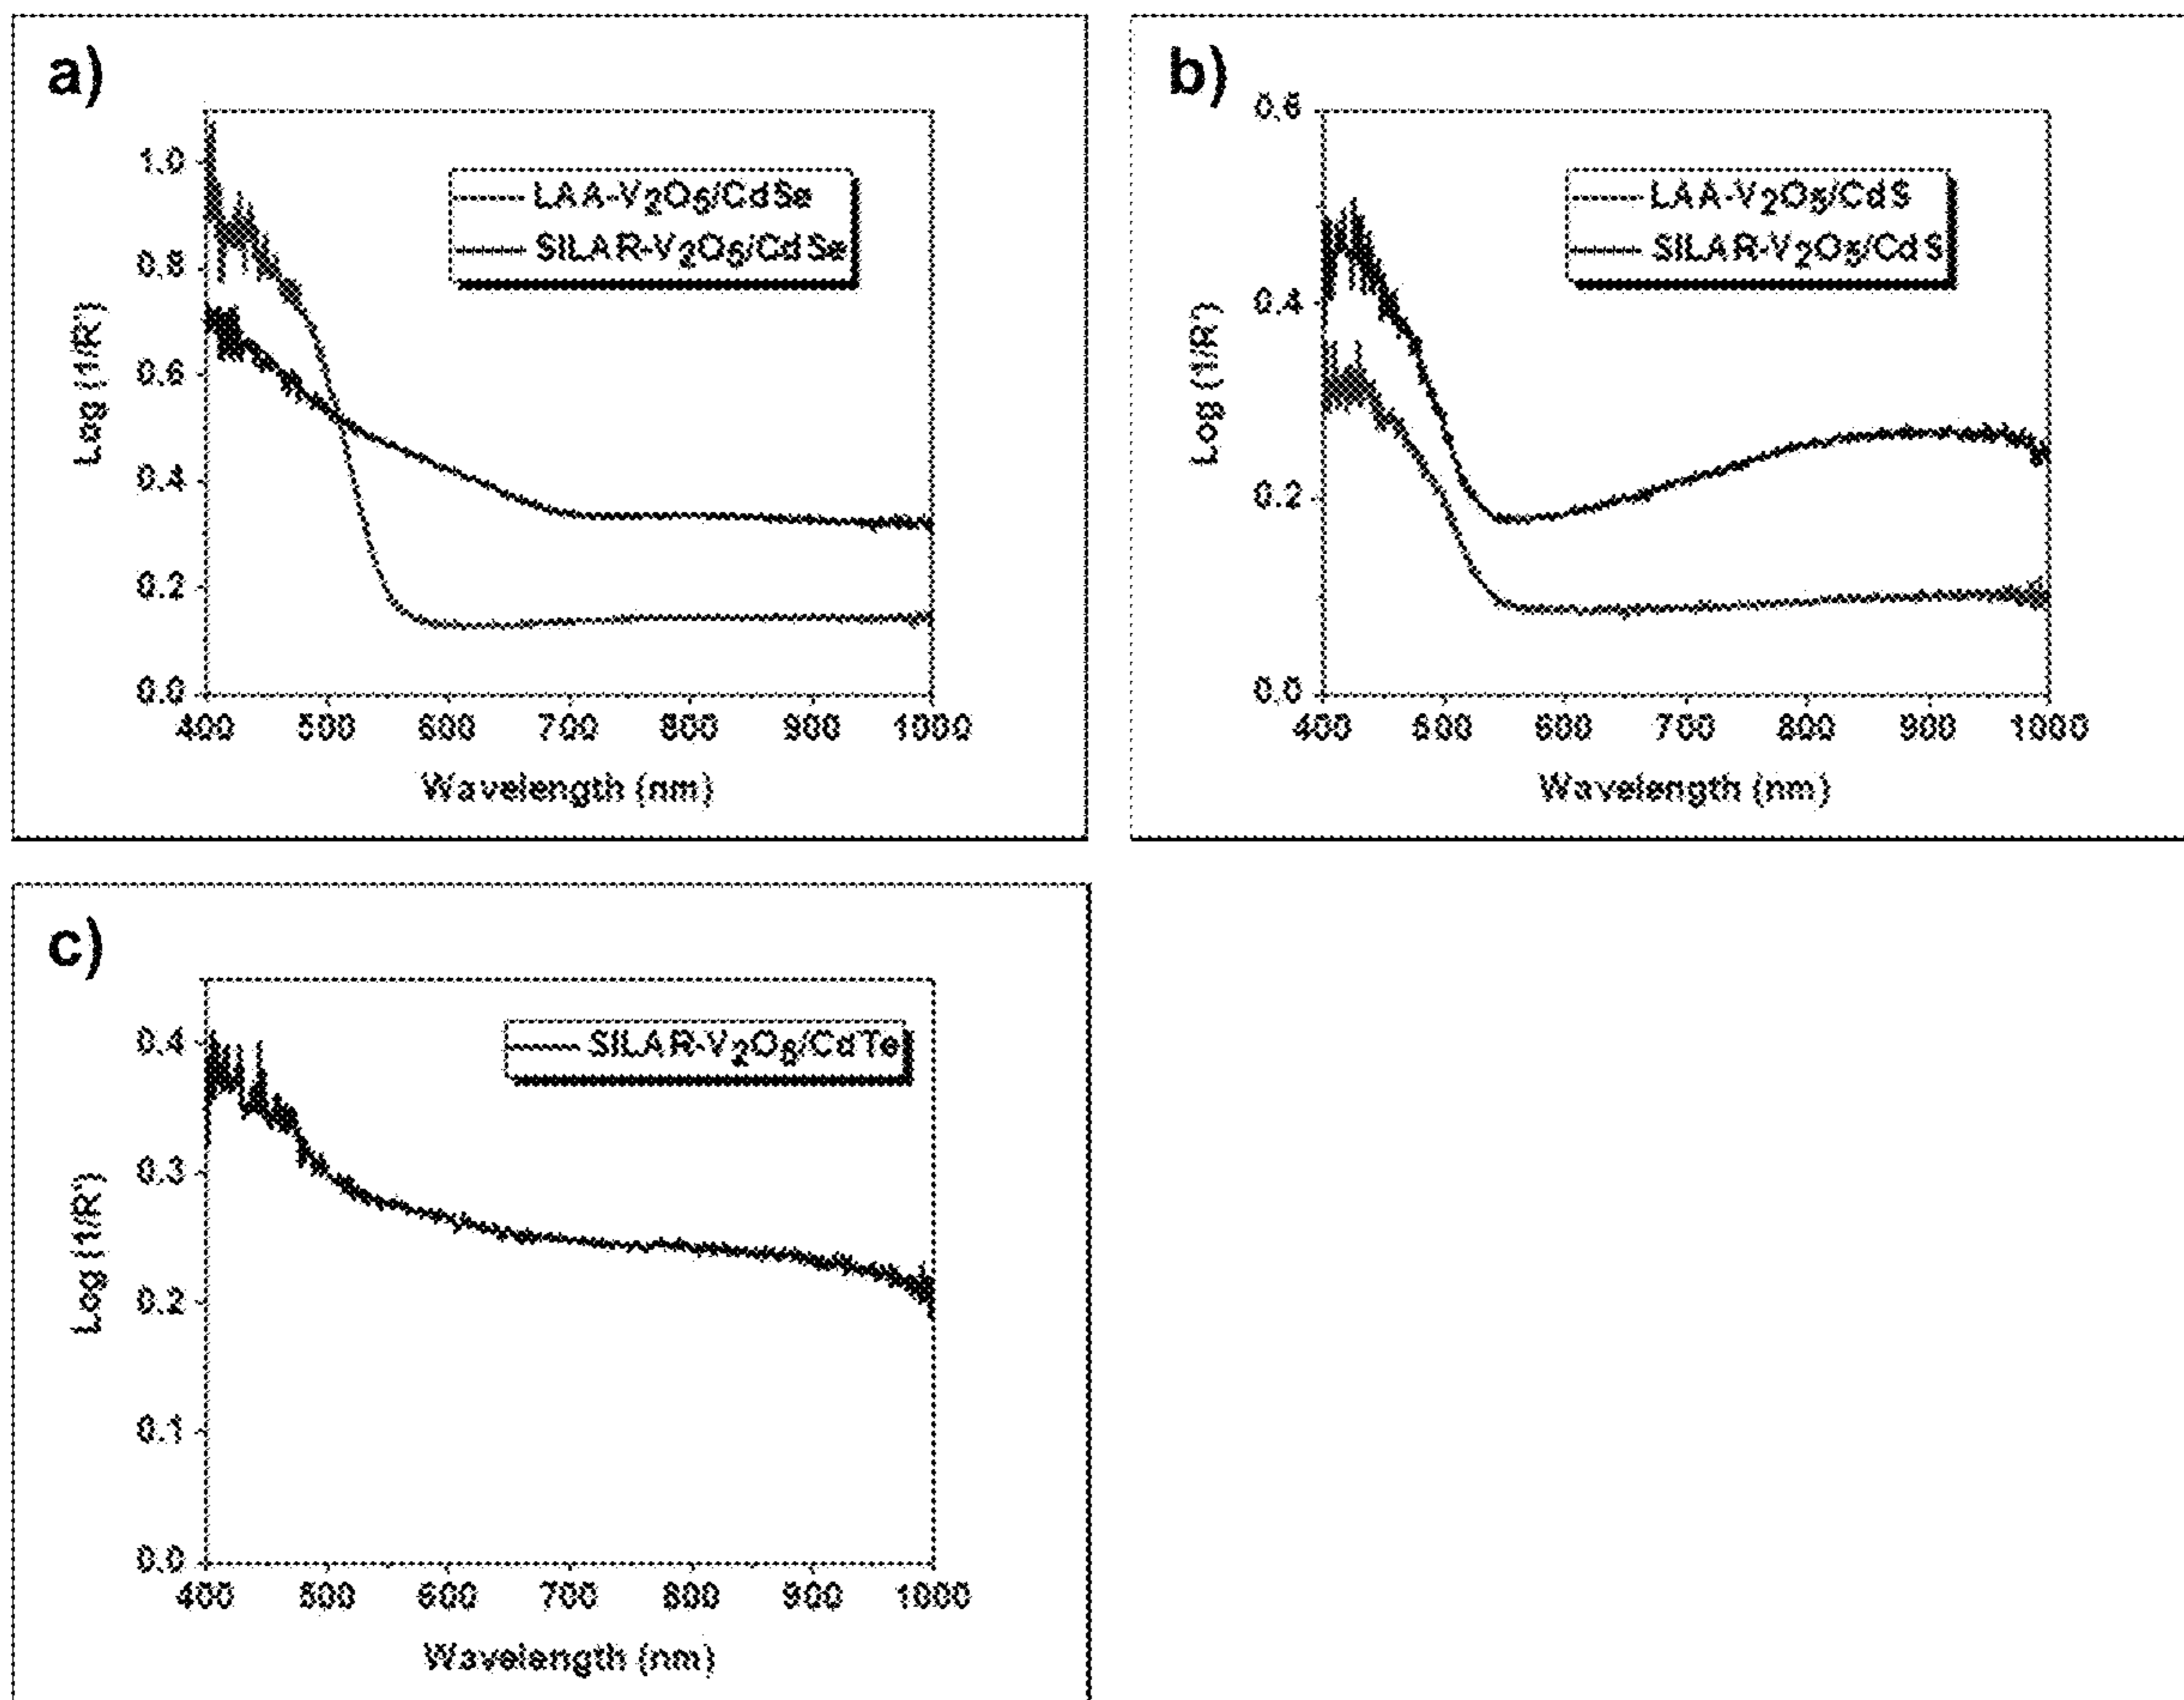 a)
1.0
0.8
0.6
0.4
0.2
0.0
Log (1/R)
LAA-V2O5/CdSe
SILAR-V2O5/CdSe
400 500 600 700 800 900 1000
Wavelength (nm)
b)
0.6
0.4
0.2
0.0
Log (1/R)
LAA-V2O5/CdS
SILAR-V2O5/CdS
400 500 600 700 800 900 1000
Wavelength (nm)
c)
0.4
0.3
0.2
0.1
0.0
Log (1/R)
SILAR-V2O5/CdTe
400 500 600 700 800 900 1000
Wavelength (nm)